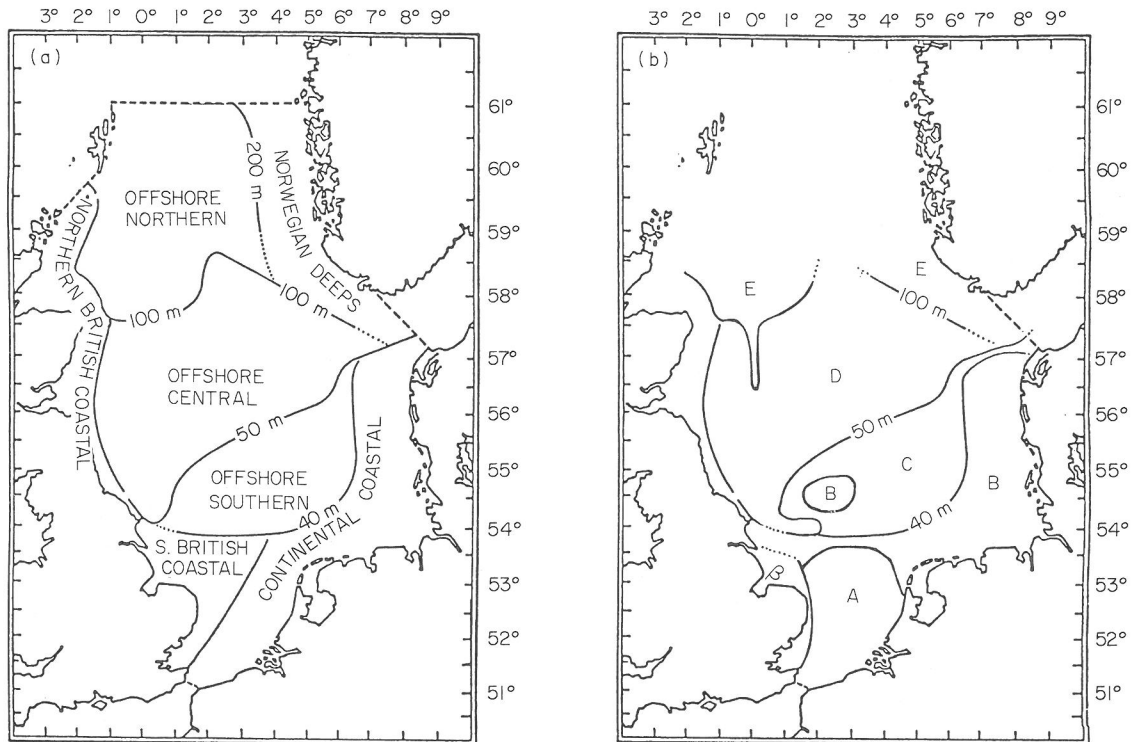 3° 2° 1° 0° 1° 2° 3° 4° 5° 6° 7° 8° 9°
(a)
61°
60°
59°
58°
57°
56°
55°
54°
53°
52°
51°
200 m
NORWEGIAN DEEPS
OFFSHORE
NORTHERN
NORTHERN BRITISH COASTAL
100 m
100 m
OFFSHORE
CENTRAL
50 m
OFFSHORE
SOUTHERN
40 m
CONTINENTAL COASTAL
S. BRITISH
COASTAL
3° 2° 1° 0° 1° 2° 3° 4° 5° 6° 7° 8° 9°
(b)
61°
60°
59°
58°
57°
56°
55°
54°
53°
52°
51°
E
E
100 m
D
50 m
C
B
B
40 m
B
A